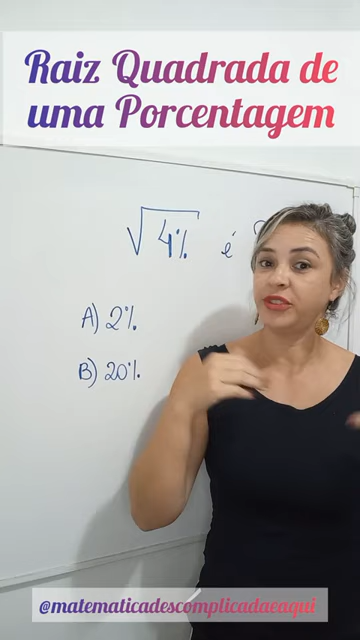 Raiz Quadrada de
uma Porcentagem
√4% é
A) 2%.
B) 20%.
@matematicadescomplicadaeaqui